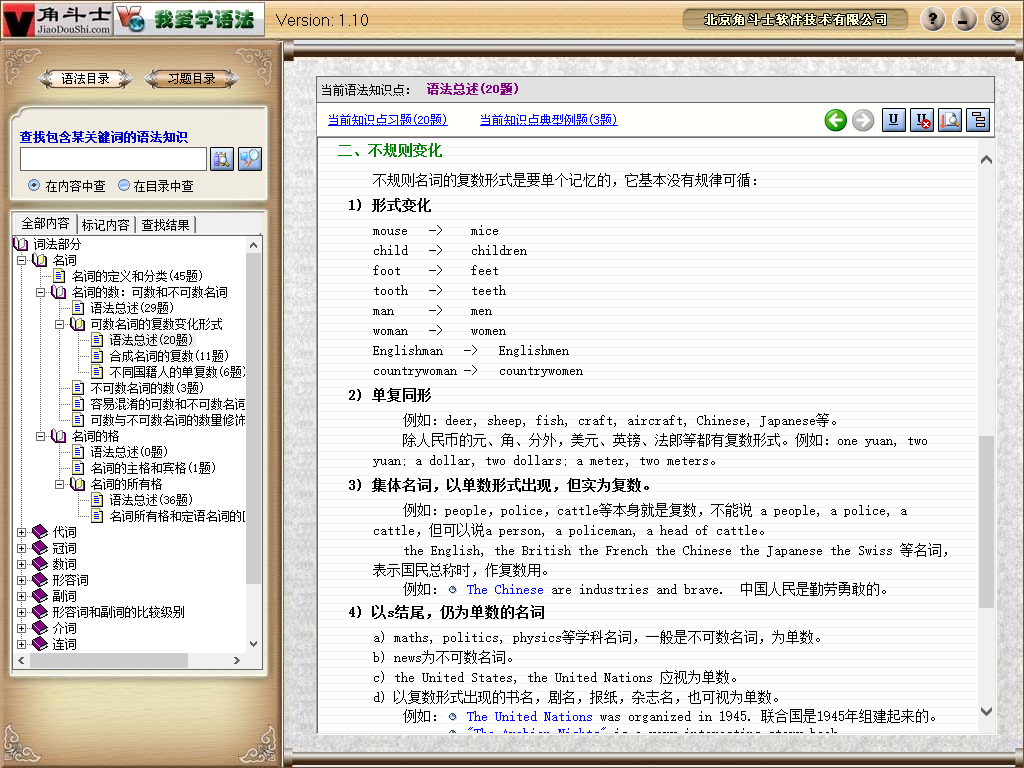 角斗士
JiaoDouShi.com
我爱学语法
Version: 1.10
北京角斗士软件技术有限公司
语法目录
习题目录
查找包含某关键词的语法知识
在内容中查
在目录中查
全部内容
标记内容
查找结果
词法部分
名词
名词的定义和分类(45题)
名词的数: 可数和不可数名词
语法总述(29题)
可数名词的复数变化形式
语法总述(20题)
合成名词的复数(11题)
不同国籍人的单复数(6题)
不可数名词的数(3题)
容易混淆的可数和不可数名词
可数与不可数名词的数量修饰
名词的格
语法总述(0题)
名词的主格和宾格(1题)
名词的所有格
语法总述(36题)
名词所有格和定语名词的
代词
冠词
数词
形容词
副词
形容词和副词的比较级别
介词
连词
当前语法知识点: 语法总述(20题)
当前知识点习题(20题)
当前知识点典型例题(3题)
二、不规则变化
不规则名词的复数形式是要单个记忆的，它基本没有规律可循：
1) 形式变化
mouse -> mice
child -> children
foot -> feet
tooth -> teeth
man -> men
woman -> women
Englishman -> Englishmen
countrywoman -> countrywomen
2) 单复同形
例如: deer, sheep, fish, craft, aircraft, Chinese, Japanese等。
除人民币的元、角、分外，美元、英镑、法郎等都有复数形式。例如: one yuan, two
yuan; a dollar, two dollars; a meter, two meters。
3) 集体名词，以单数形式出现，但实为复数。
例如: people, police, cattle等本身就是复数，不能说 a people, a police, a
cattle，但可以说a person, a policeman, a head of cattle。
the English, the British the French the Chinese the Japanese the Swiss 等名词，
表示国民总称时，作复数用。
例如: The Chinese are industries and brave. 中国人民是勤劳勇敢的。
4) 以s结尾，仍为单数的名词
a) maths, politics, physics等学科名词，一般是不可数名词，为单数。
b) news为不可数名词。
c) the United States, the United Nations 应视为单数。
d) 以复数形式出现的书名，剧名，报纸，杂志名，也可视为单数。
例如: The United Nations was organized in 1945. 联合国是1945年组建起来的。
"The Arabian Nights" is a very interesting story-book.